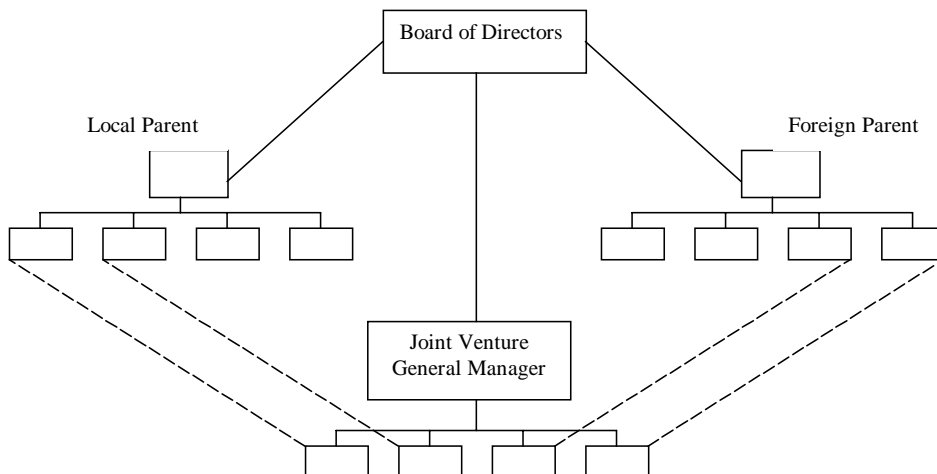 Board of Directors
Local Parent
Foreign Parent
Joint Venture
General Manager